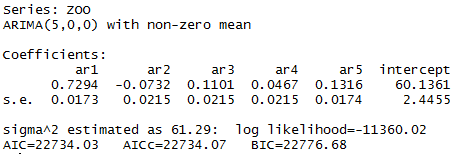 Series: ZOO
ARIMA(5,0,0) with non-zero mean
Coefficients:
ar1 ar2 ar3 ar4 ar5 intercept
0.7294 -0.0732 0.1101 0.0467 0.1316 60.1361
s.e. 0.0173 0.0215 0.0215 0.0215 0.0174 2.4455
sigma^2 estimated as 61.29: log likelihood=-11360.02
AIC=22734.03 AICc=22734.07 BIC=22776.68